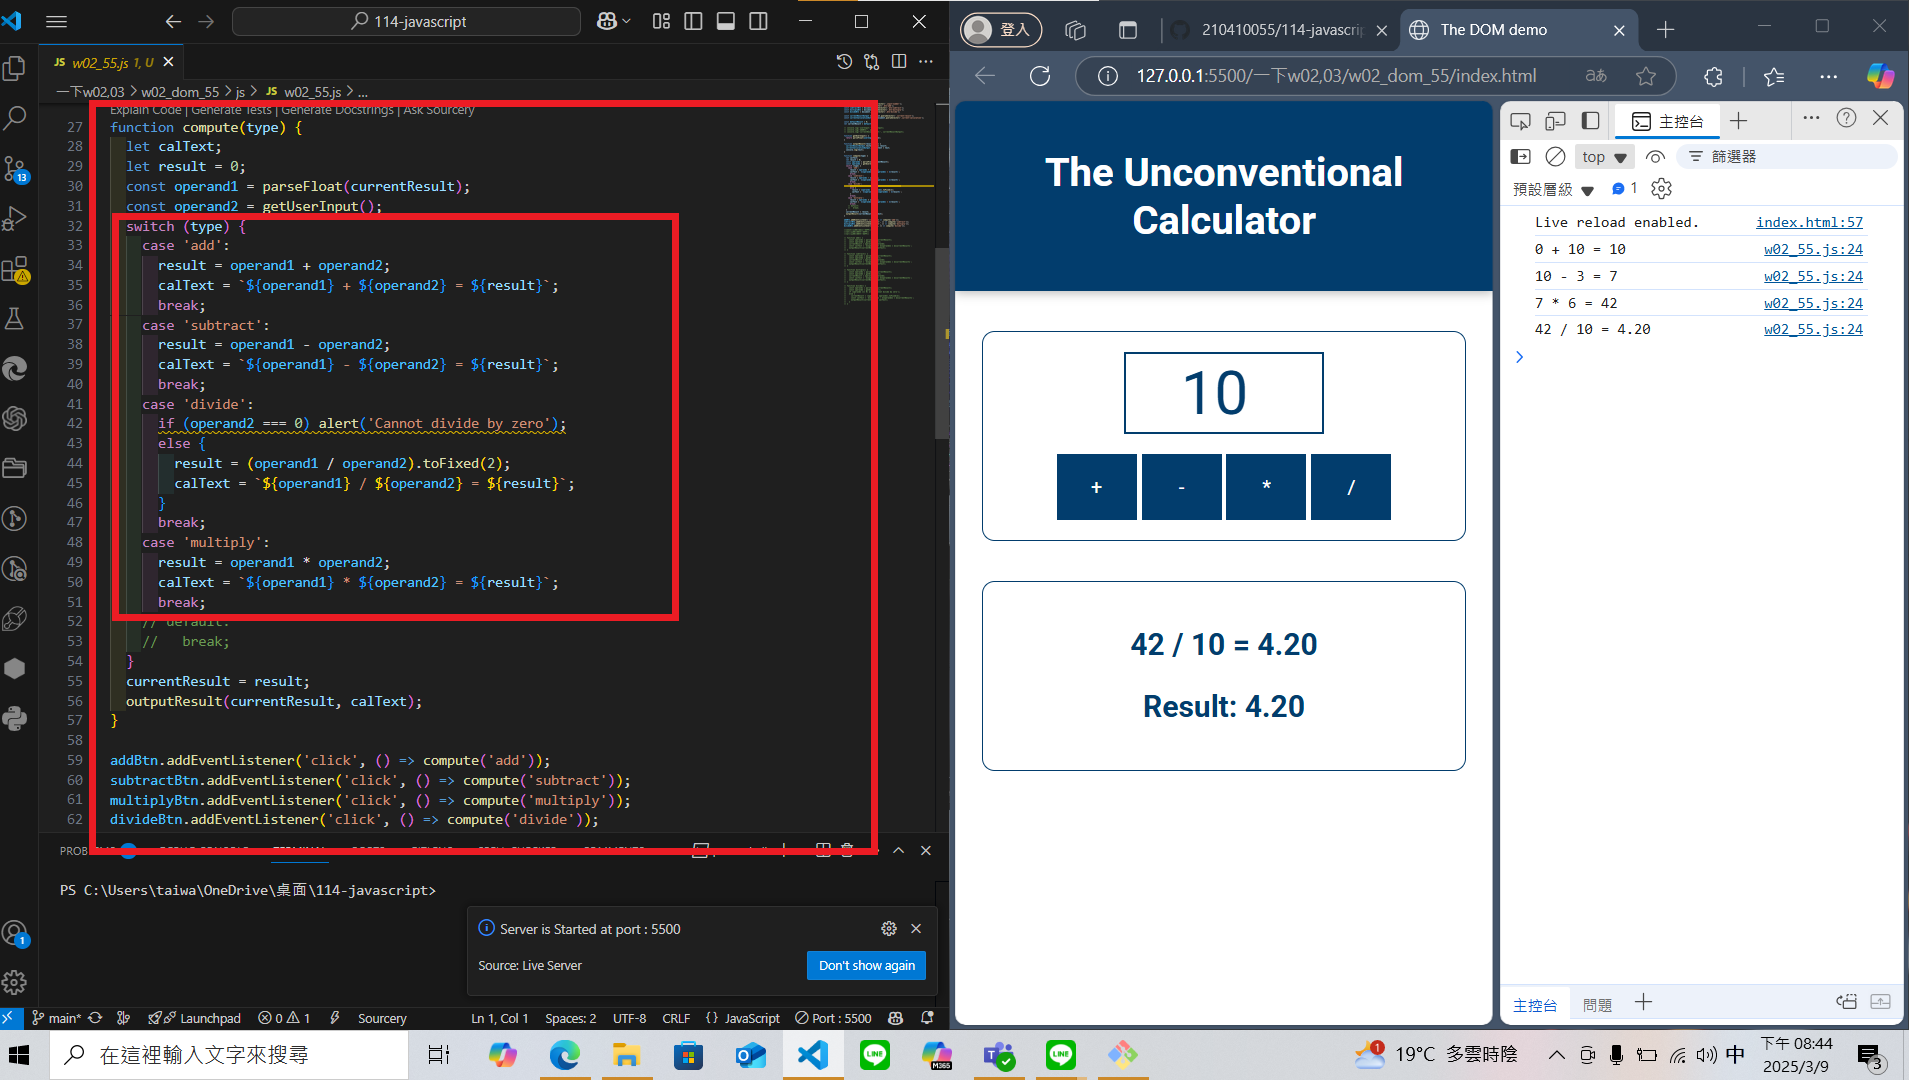 114-javascript
JS w02_55.js 1, U
一下w02,03 > w02_dom_55 > js > JS w02_55.js > ...
Explain Code | Generate Tests | Generate Docstrings | Ask Sourcery
27 function compute(type) {
28 let calText;
29 let result = 0;
30 const operand1 = parseFloat(currentResult);
31 const operand2 = getUserInput();
32 switch (type) {
33 case 'add':
34 result = operand1 + operand2;
35 calText = `${operand1} + ${operand2} = ${result}`;
36 break;
37 case 'subtract':
38 result = operand1 - operand2;
39 calText = `${operand1} - ${operand2} = ${result}`;
40 break;
41 case 'divide':
42 if (operand2 === 0) alert('Cannot divide by zero');
43 else {
44 result = (operand1 / operand2).toFixed(2);
45 calText = `${operand1} / ${operand2} = ${result}`;
46 }
47 break;
48 case 'multiply':
49 result = operand1 * operand2;
50 calText = `${operand1} * ${operand2} = ${result}`;
51 break;
52 // default:
53 // break;
54 }
55 currentResult = result;
56 outputResult(currentResult, calText);
57 }
58
59 addBtn.addEventListener('click', () => compute('add'));
60 subtractBtn.addEventListener('click', () => compute('subtract'));
61 multiplyBtn.addEventListener('click', () => compute('multiply'));
62 divideBtn.addEventListener('click', () => compute('divide'));
PS C:\Users\taiwa\OneDrive\桌面\114-javascript>
Server is Started at port : 5500
Source: Live Server
Don't show again
13
1
main* Launchpad 0 1 Sourcery Ln 1, Col 1 Spaces: 2 UTF-8 CRLF {} JavaScript Port : 5500
登入
210410055/114-javascri
The DOM demo
127.0.0.1:5500/一下w02,03/w02_dom_55/index.html
The Unconventional
Calculator
10
+ - * /
42 / 10 = 4.20
Result: 4.20
主控台
top 篩選器
預設層級 1
Live reload enabled. index.html:57
0 + 10 = 10 w02_55.js:24
10 - 3 = 7 w02_55.js:24
7 * 6 = 42 w02_55.js:24
42 / 10 = 4.20 w02_55.js:24
主控台 問題
在這裡輸入文字來搜尋
LINE
M365
LINE
1
19°C 多雲時陰
中
下午 08:44
2025/3/9
3